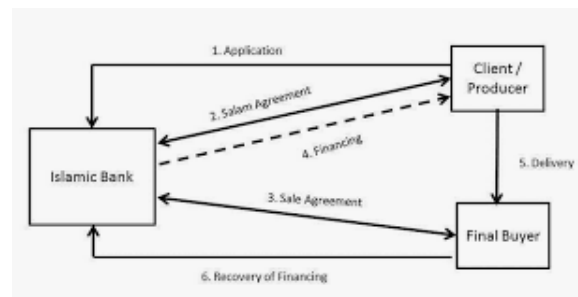 1. Application
Client /
Producer
2. Salam Agreement
4. Financing
Islamic Bank
5. Delivery
3. Sale Agreement
Final Buyer
6. Recovery of Financing